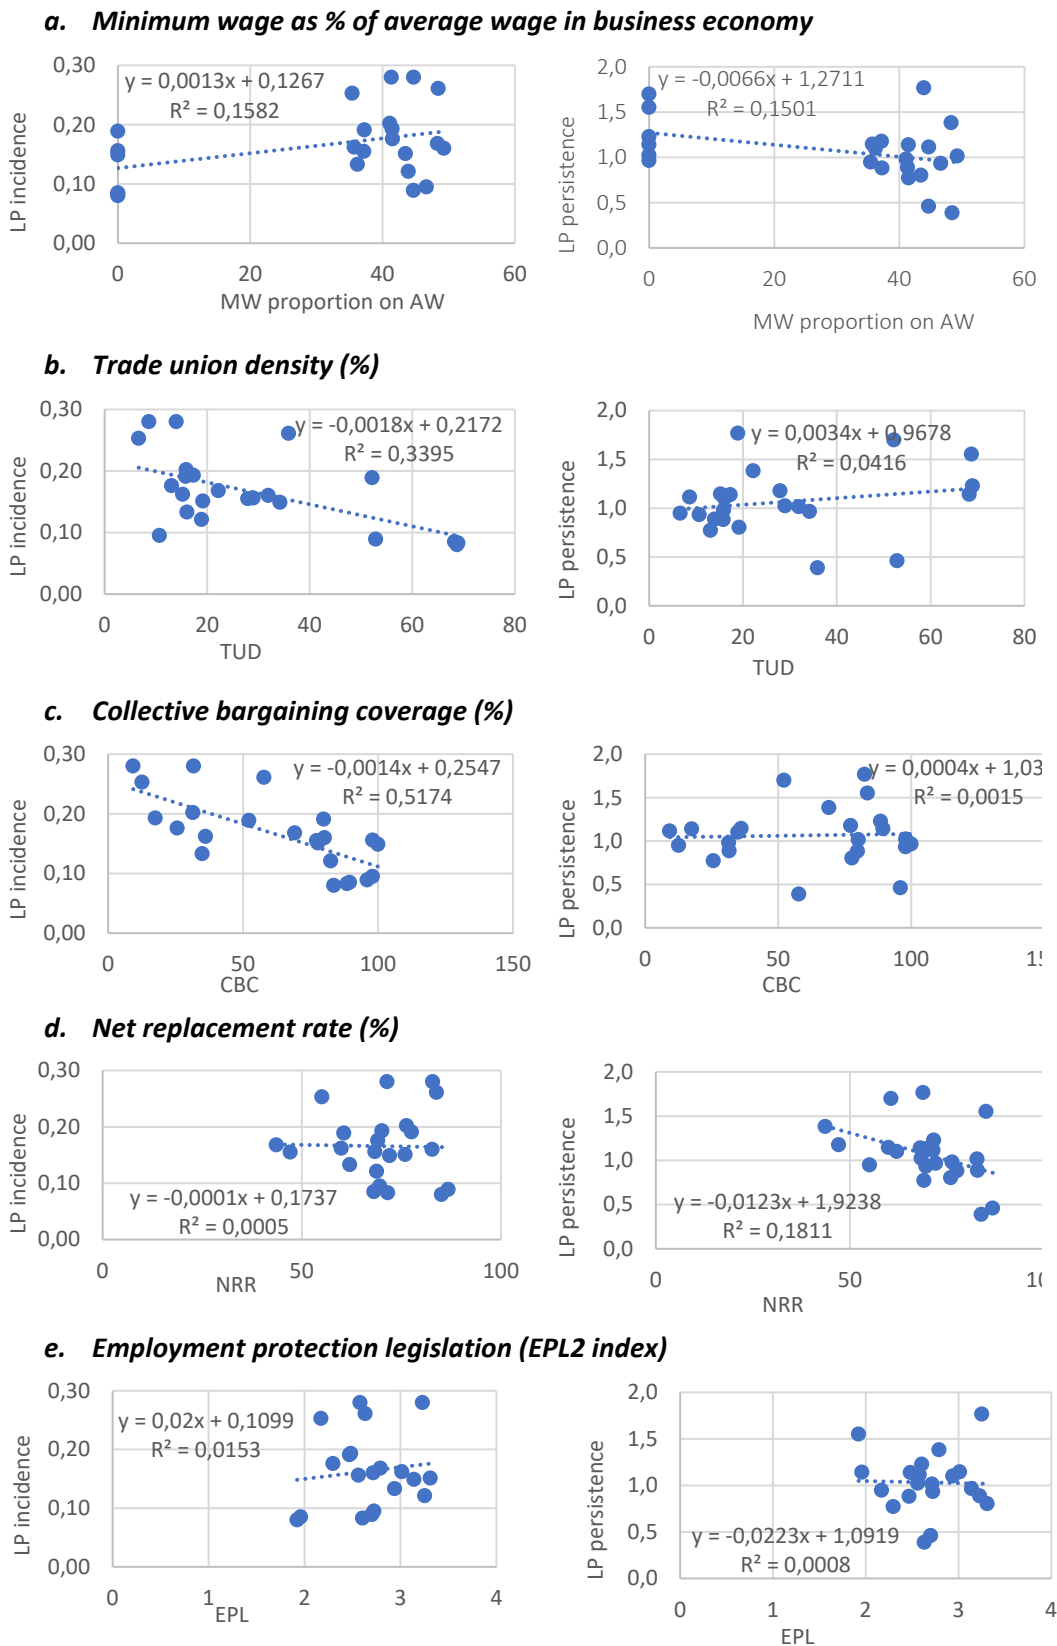 a. Minimum wage as % of average wage in business economy
0,30
0,20
0,10
0,00
LP incidence
y = 0,0013x + 0,1267
R² = 0,1582
0
20
40
60
MW proportion on AW
2,0
1,5
1,0
0,5
0,0
LP persistence
y = -0,0066x + 1,2711
R² = 0,1501
0
20
40
60
MW proportion on AW
b. Trade union density (%)
0,30
0,20
0,10
0,00
LP incidence
y = -0,0018x + 0,2172
R² = 0,3395
0
20
40
60
80
TUD
2,0
1,5
1,0
0,5
0,0
LP persistence
y = 0,0034x + 0,9678
R² = 0,0416
0
20
40
60
80
TUD
c. Collective bargaining coverage (%)
0,30
0,20
0,10
0,00
LP incidence
y = -0,0014x + 0,2547
R² = 0,5174
0
50
100
150
CBC
2,0
1,5
1,0
0,5
0,0
LP persistence
y = 0,0004x + 1,03
R² = 0,0015
0
50
100
15
CBC
d. Net replacement rate (%)
0,30
0,20
0,10
0,00
LP incidence
y = -0,0001x + 0,1737
R² = 0,0005
0
50
100
NRR
2,0
1,5
1,0
0,5
0,0
LP persistence
y = -0,0123x + 1,9238
R² = 0,1811
0
50
10
NRR
e. Employment protection legislation (EPL2 index)
0,30
0,20
0,10
0,00
LP incidence
y = 0,02x + 0,1099
R² = 0,0153
0
1
2
3
4
EPL
2,0
1,5
1,0
0,5
0,0
LP persistence
y = -0,0223x + 1,0919
R² = 0,0008
0
1
2
3
4
EPL